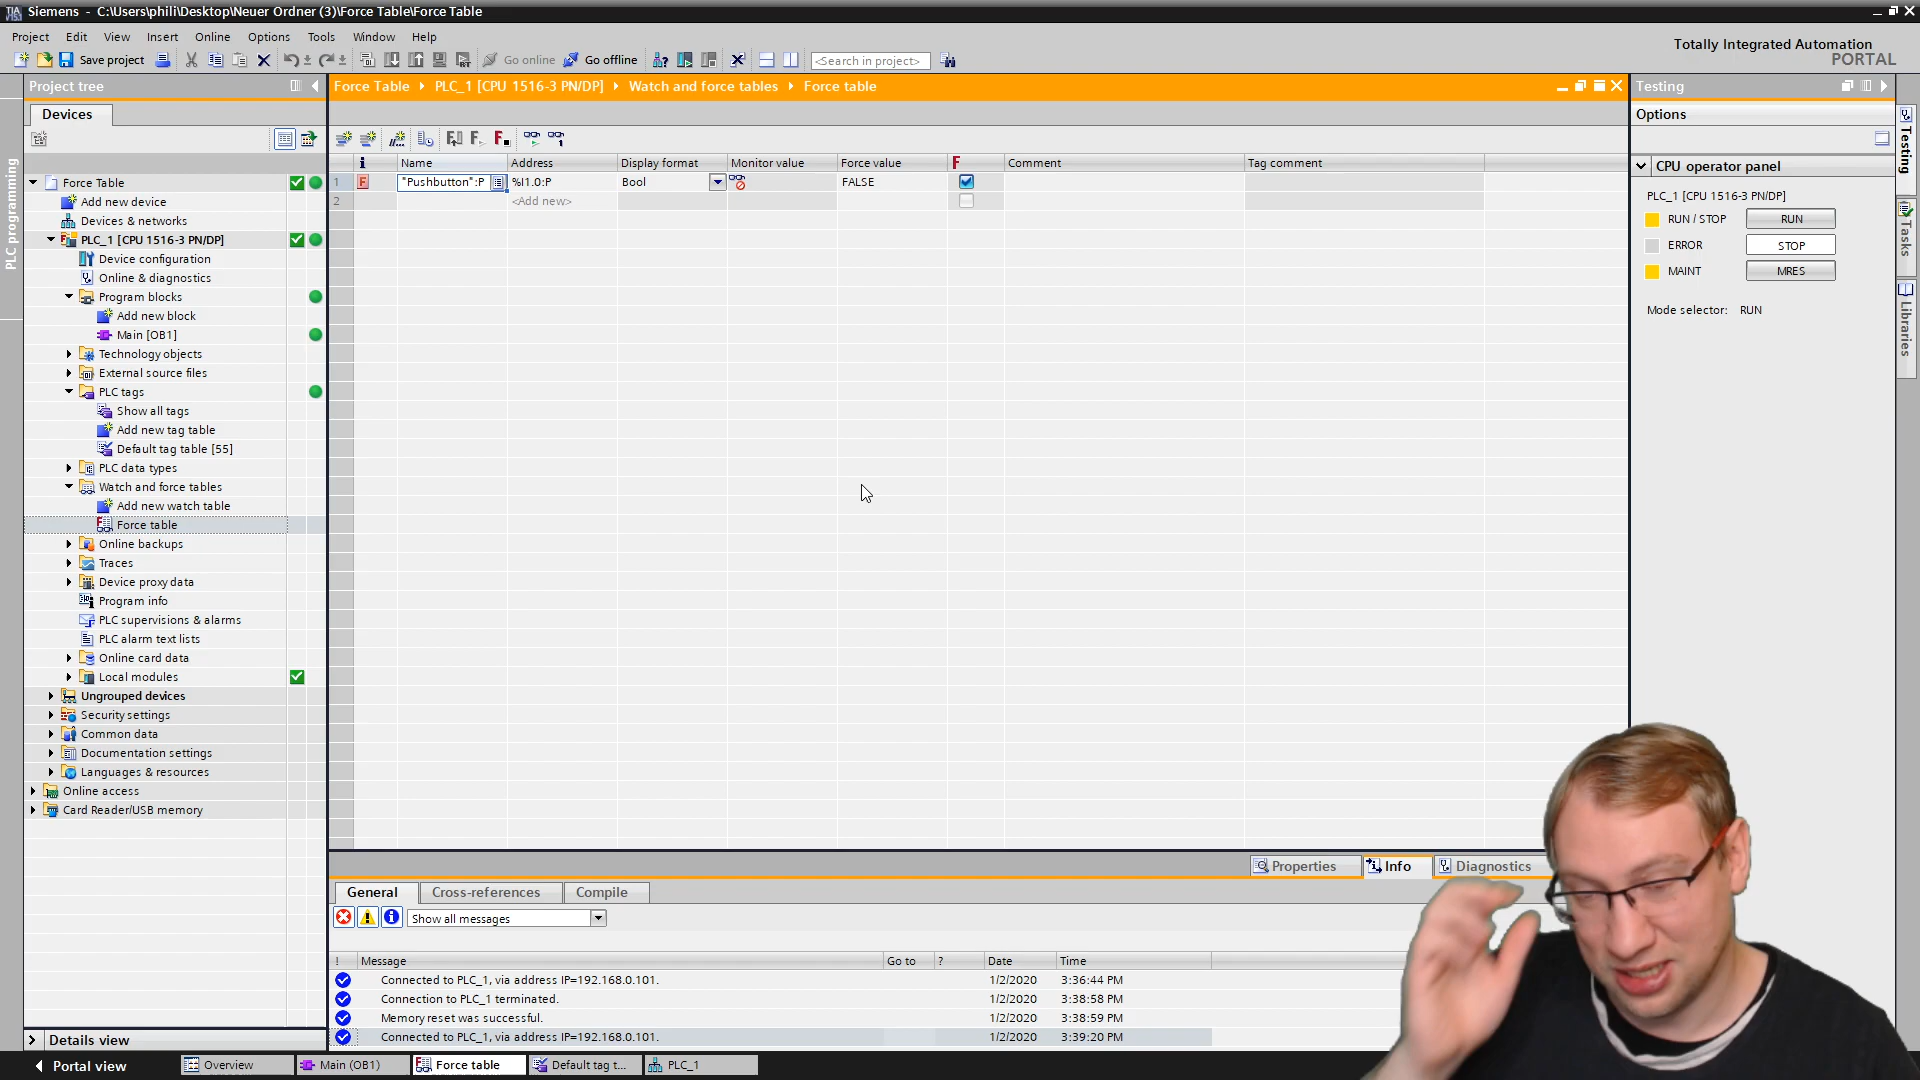 Siemens - C:\Users\phili\Desktop\Neuer Ordner (3)\Force Table\Force Table
Project Edit View Insert Online Options Tools Window Help
Totally Integrated Automation
PORTAL
Save project Go online Go offline <Search in project>
Project tree
Force Table PLC_1 [CPU 1516-3 PN/DP] Watch and force tables Force table
Testing
Devices
Options
PLC programming
Testing
Tasks
Libraries
i Name Address Display format Monitor value Force value F Comment Tag comment
1 F "Pushbutton":P %I1.0:P Bool FALSE
2 <Add new>
Force Table
Add new device
Devices & networks
PLC_1 [CPU 1516-3 PN/DP]
Device configuration
Online & diagnostics
Program blocks
Add new block
Main [OB1]
Technology objects
External source files
PLC tags
Show all tags
Add new tag table
Default tag table [55]
PLC data types
Watch and force tables
Add new watch table
Force table
Online backups
Traces
Device proxy data
Program info
PLC supervisions & alarms
PLC alarm text lists
Online card data
Local modules
Ungrouped devices
Security settings
Common data
Documentation settings
Languages & resources
Online access
Card Reader/USB memory
CPU operator panel
PLC_1 [CPU 1516-3 PN/DP]
RUN / STOP RUN
ERROR STOP
MAINT MRES
Mode selector: RUN
Properties Info Diagnostics
General Cross-references Compile
Show all messages
! Message Go to ? Date Time
Connected to PLC_1, via address IP=192.168.0.101. 1/2/2020 3:36:44 PM
Connection to PLC_1 terminated. 1/2/2020 3:38:58 PM
Memory reset was successful. 1/2/2020 3:38:59 PM
Connected to PLC_1, via address IP=192.168.0.101. 1/2/2020 3:39:20 PM
Details view
Portal view Overview Main (OB1) Force table Default tag t... PLC_1